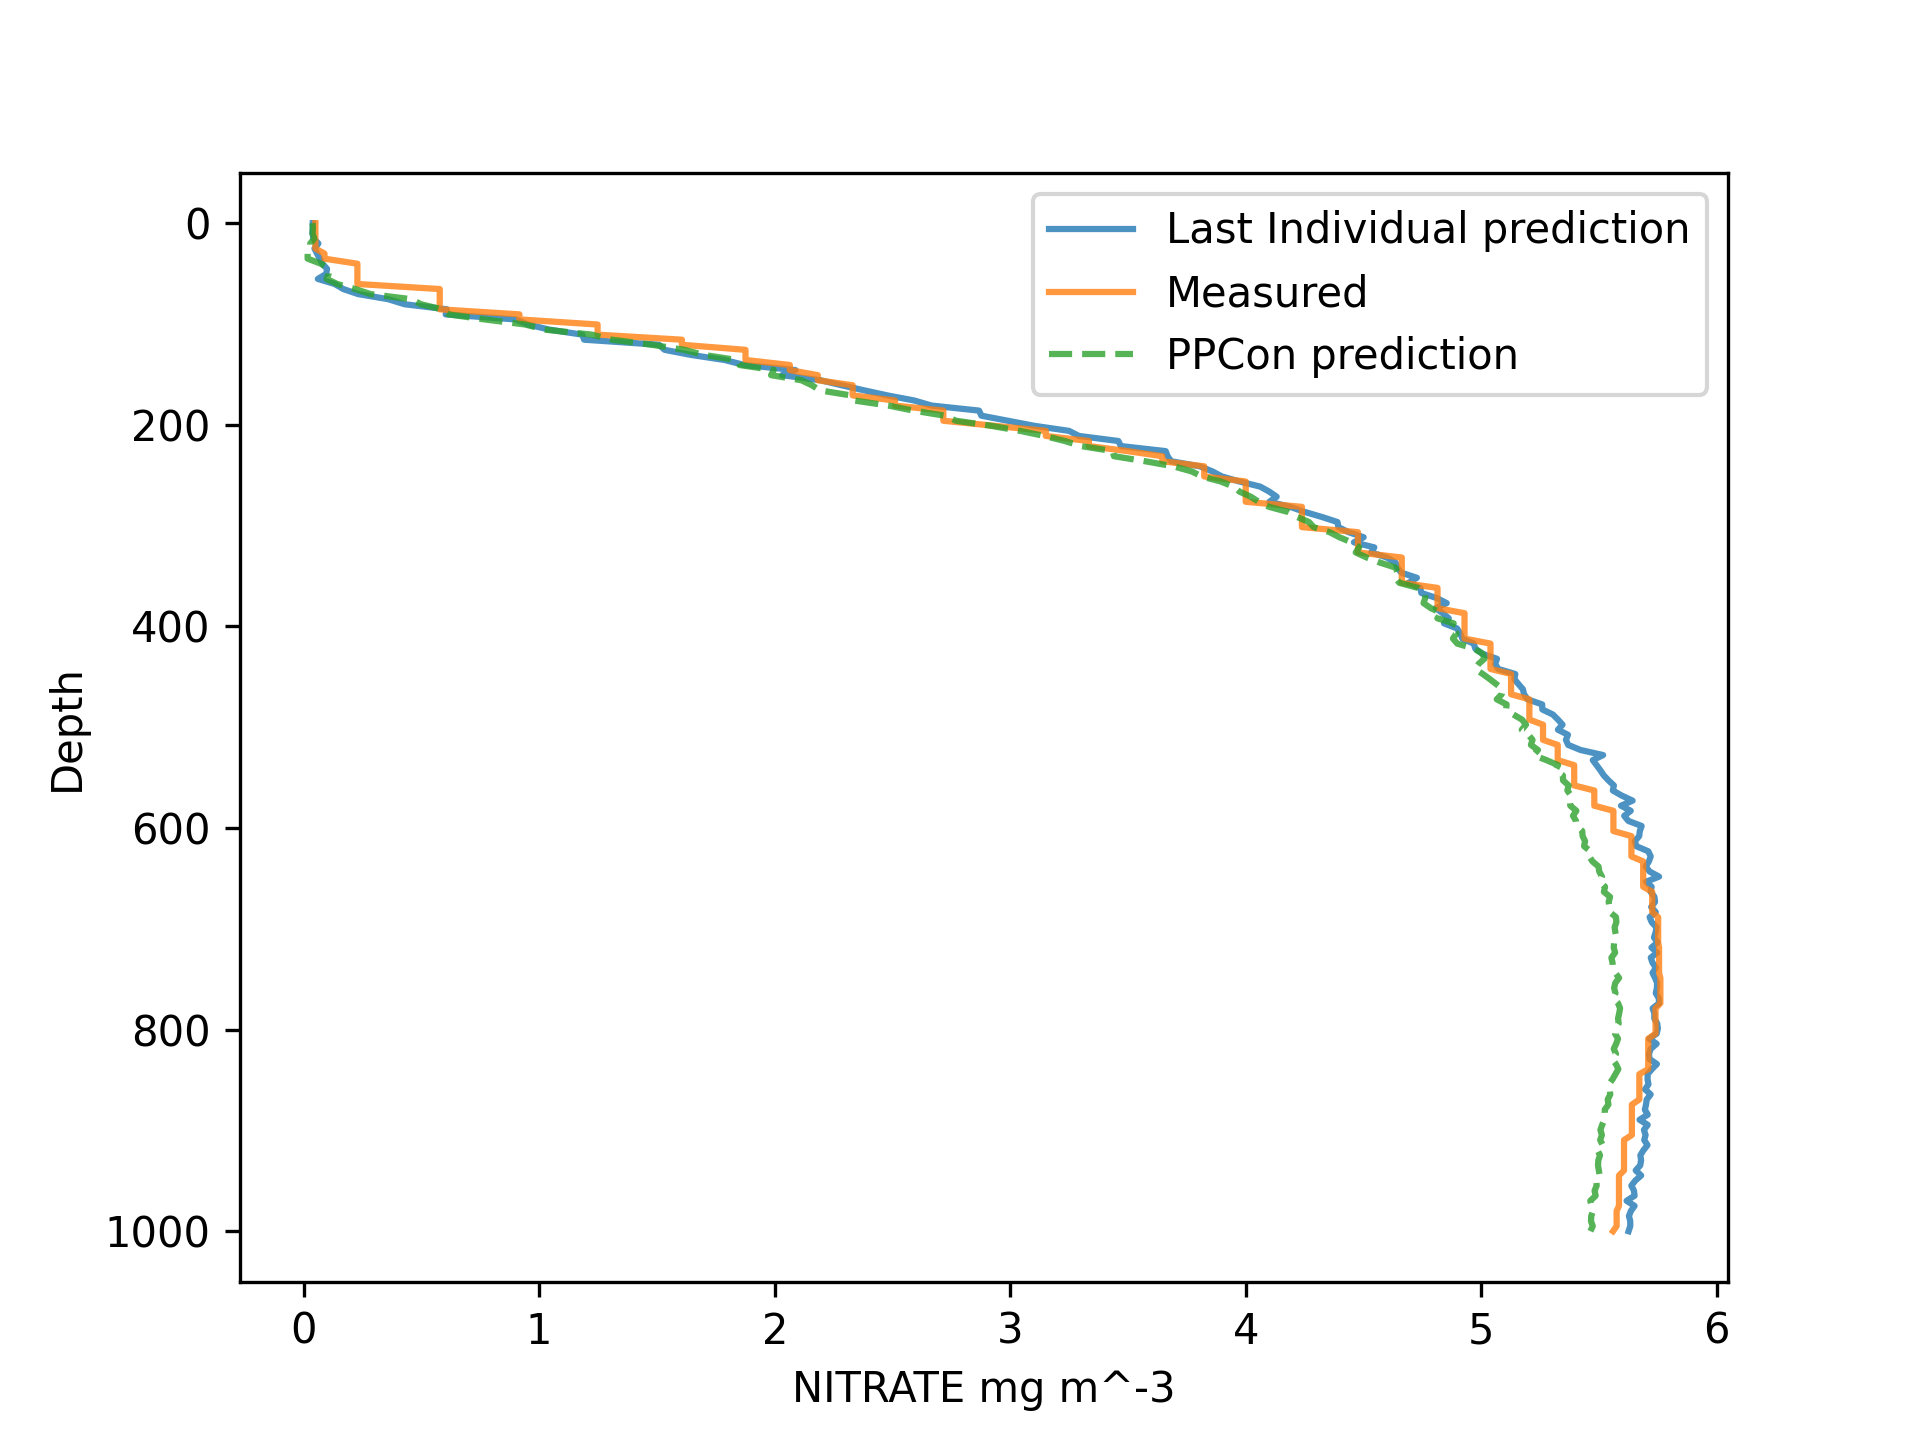 Last Individual prediction
Measured
PPCon prediction
0
200
400
600
800
1000
Depth
0 1 2 3 4 5 6
NITRATE mg m^-3